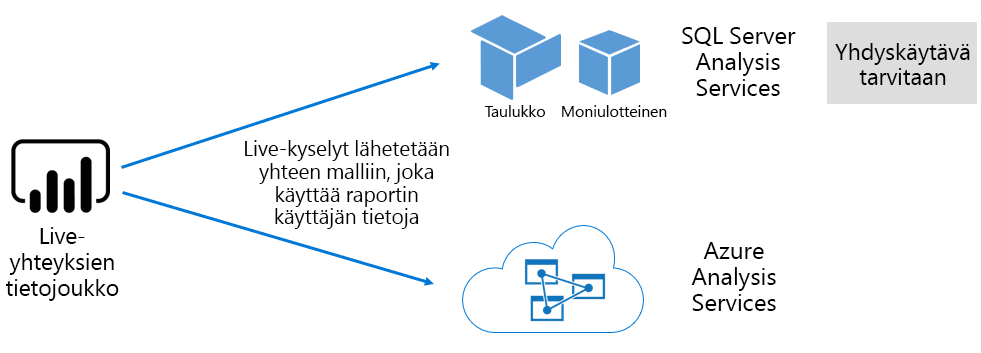 SQL Server
Analysis
Services
Yhdyskäytävä
tarvitaan
Taulukko
Moniulotteinen
Live-kyselyt lähetetään
yhteen malliin, joka
käyttää raportin
käyttäjän tietoja
Live-
yhteyksien
tietojoukko
Azure
Analysis
Services